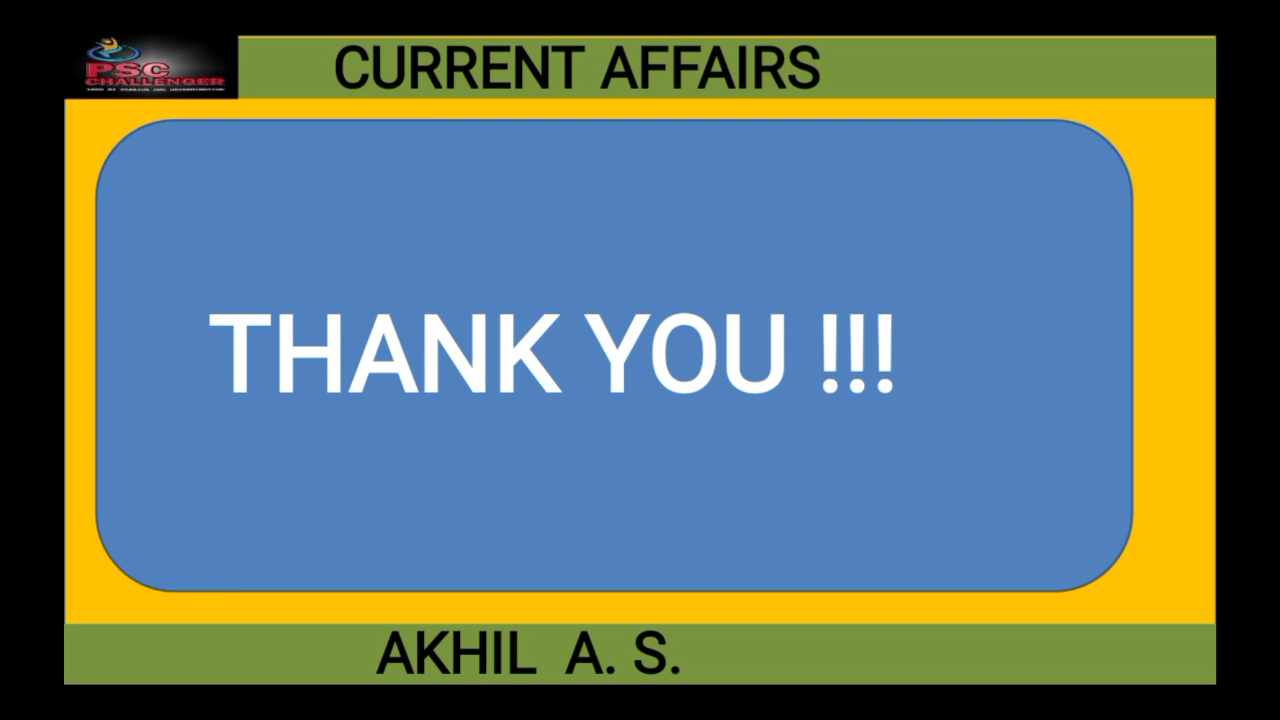 PSC
CHALLENGER
CURRENT AFFAIRS
THANK YOU !!!
AKHIL A. S.